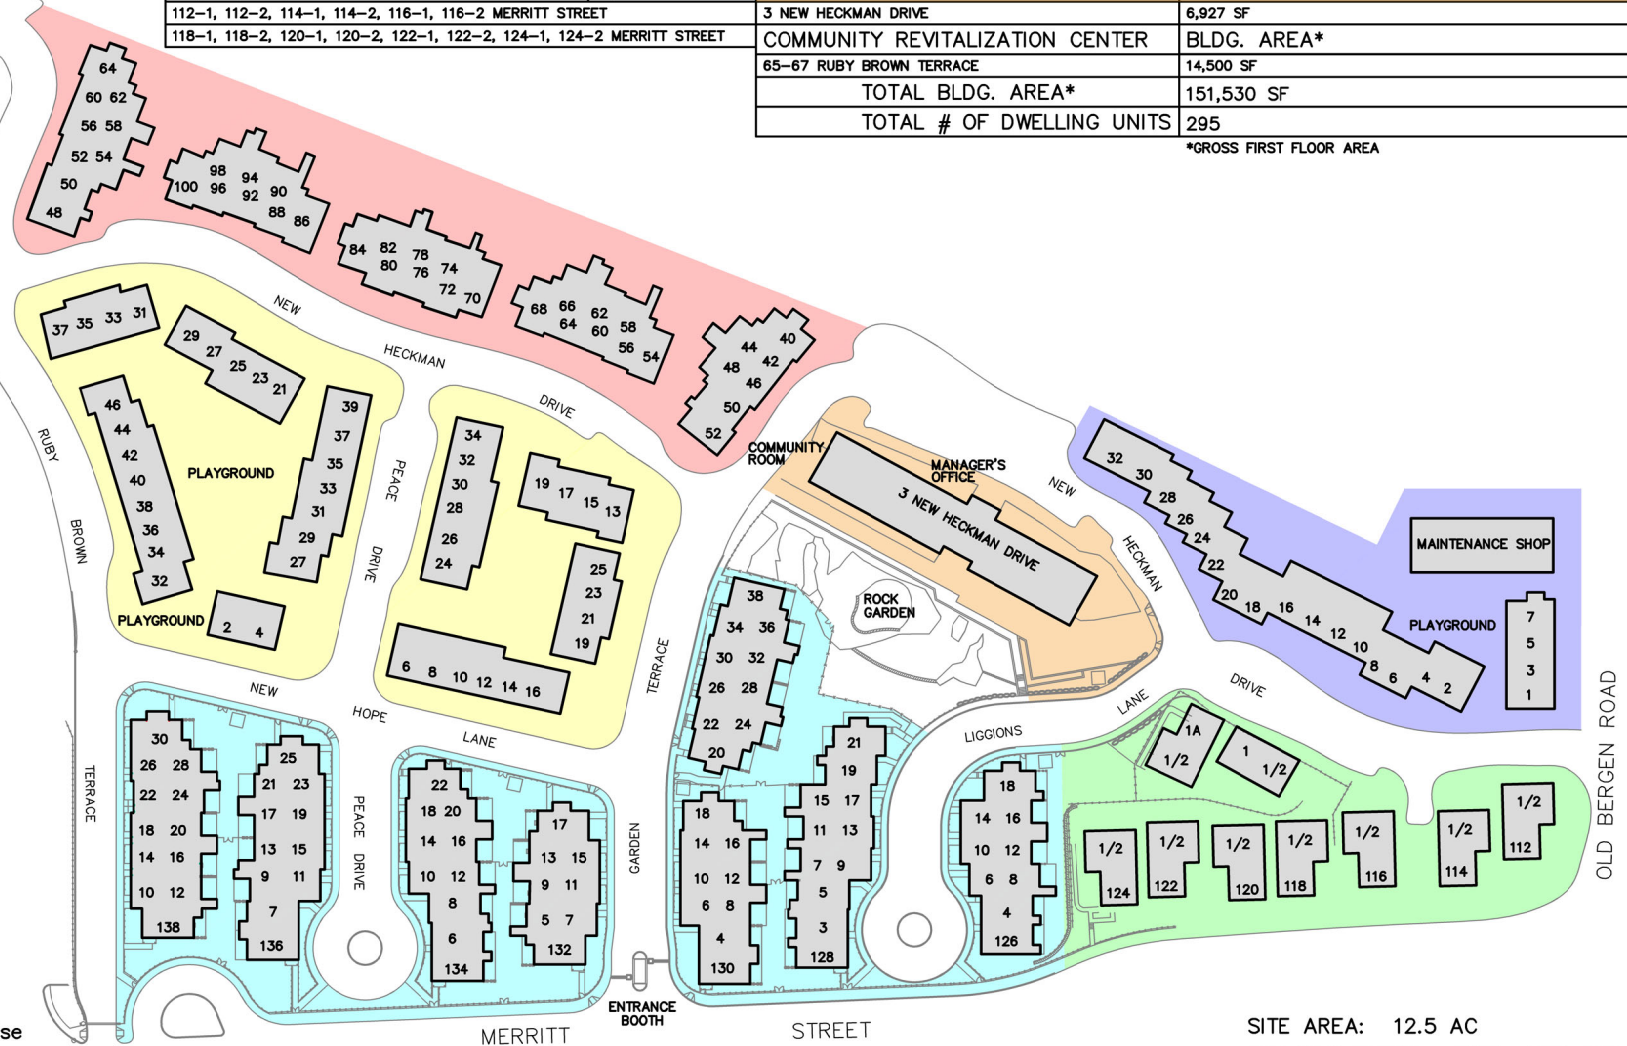 112-1, 112-2, 114-1, 114-2, 116-1, 116-2 MERRITT STREET
118-1, 118-2, 120-1, 120-2, 122-1, 122-2, 124-1, 124-2 MERRITT STREET
3 NEW HECKMAN DRIVE 6,927 SF
COMMUNITY REVITALIZATION CENTER BLDG. AREA*
65-67 RUBY BROWN TERRACE 14,500 SF
TOTAL BLDG. AREA* 151,530 SF
TOTAL # OF DWELLING UNITS 295
*GROSS FIRST FLOOR AREA
64
60 62
56 58
52 54
50
48
98 94 90
100 96 92 88 86
84 82 78 74
80 76 72 70
68 66 62 58
64 60 56 54
40
44 42
48 46
50
52
NEW HECKMAN DRIVE
37 35 33 31
29 27 25 23 21
46
44
42
40
38
36
34
32
39
37
35
33
31
29
27
PLAYGROUND
PLAYGROUND
2 4
RUBY BROWN TERRACE
PEACE DRIVE
34
32
30
28
26
24
19 17 15 13
25
23
21
19
6 8 10 12 14 16
NEW HOPE LANE
COMMUNITY
ROOM
MANAGER'S
OFFICE
3 NEW HECKMAN DRIVE
ROCK
GARDEN
NEW HECKMAN DRIVE
32 30 28 26 24 22 20 18 16 14 12 10 8 6 4 2
MAINTENANCE SHOP
PLAYGROUND
7
5
3
1
OLD BERGEN ROAD
GARDEN TERRACE
38
34 36
30 32
26 28
22 24
20
LIGGIONS LANE
1A
1/2
1 1/2
30
26 28
22 24
18 20
14 16
10 12
138
25
21 23
17 19
13 15
9 11
7
136
PEACE DRIVE
22
18 20
14 16
10 12
8
6
134
17
13 15
9 11
5 7
132
18
14 16
10 12
6 8
4
130
21
19
15 17
11 13
7 9
5
3
128
18
14 16
10 12
6 8
4
126
1/2
124
1/2
122
1/2
120
1/2
118
1/2
116
1/2
114
1/2
112
ENTRANCE
BOOTH
MERRITT STREET
SITE AREA: 12.5 AC
se